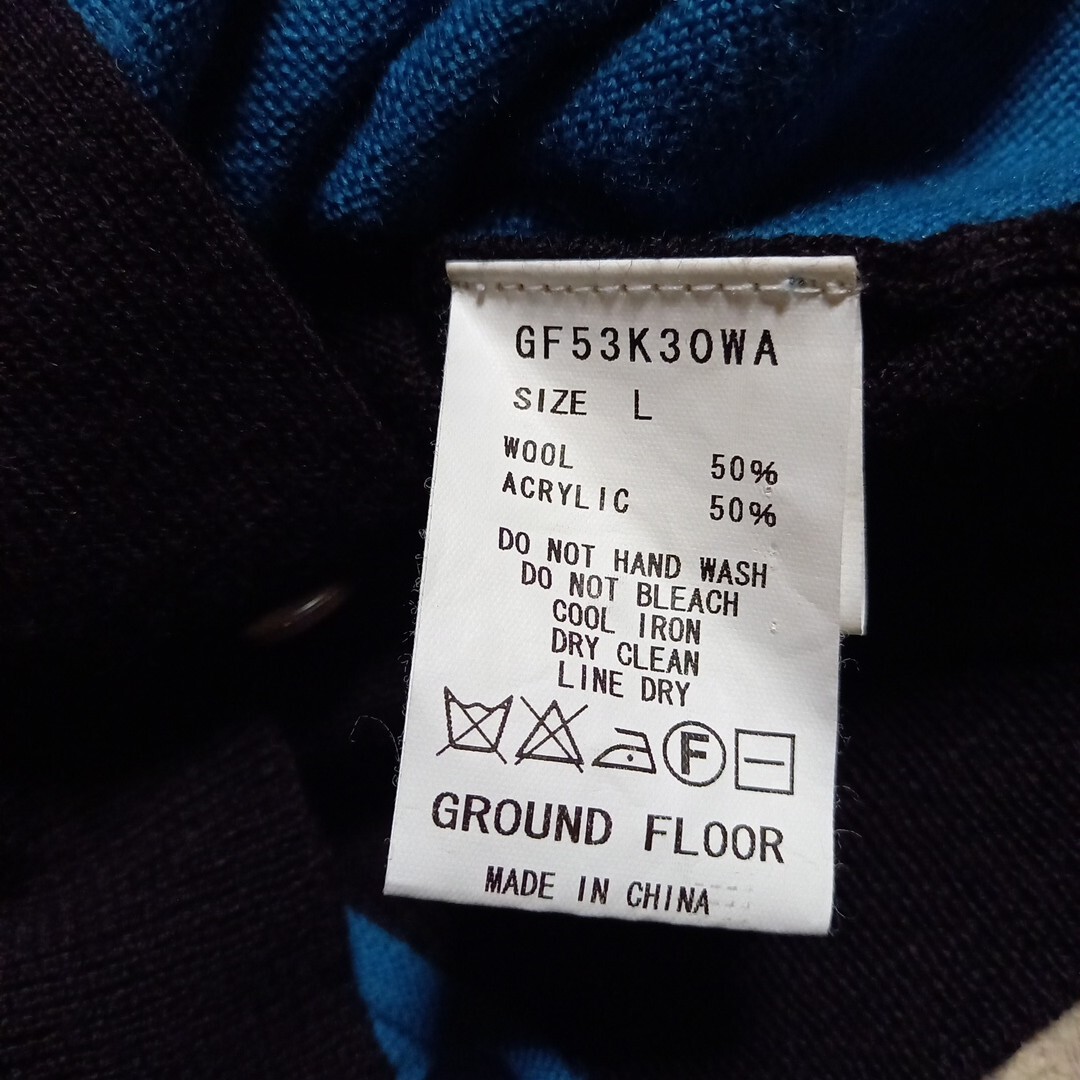 GF53K30WA
SIZE L
WOOL 50%
ACRYLIC 50%
DO NOT HAND WASH
DO NOT BLEACH
COOL IRON
DRY CLEAN
LINE DRY
F
GROUND FLOOR
MADE IN CHINA